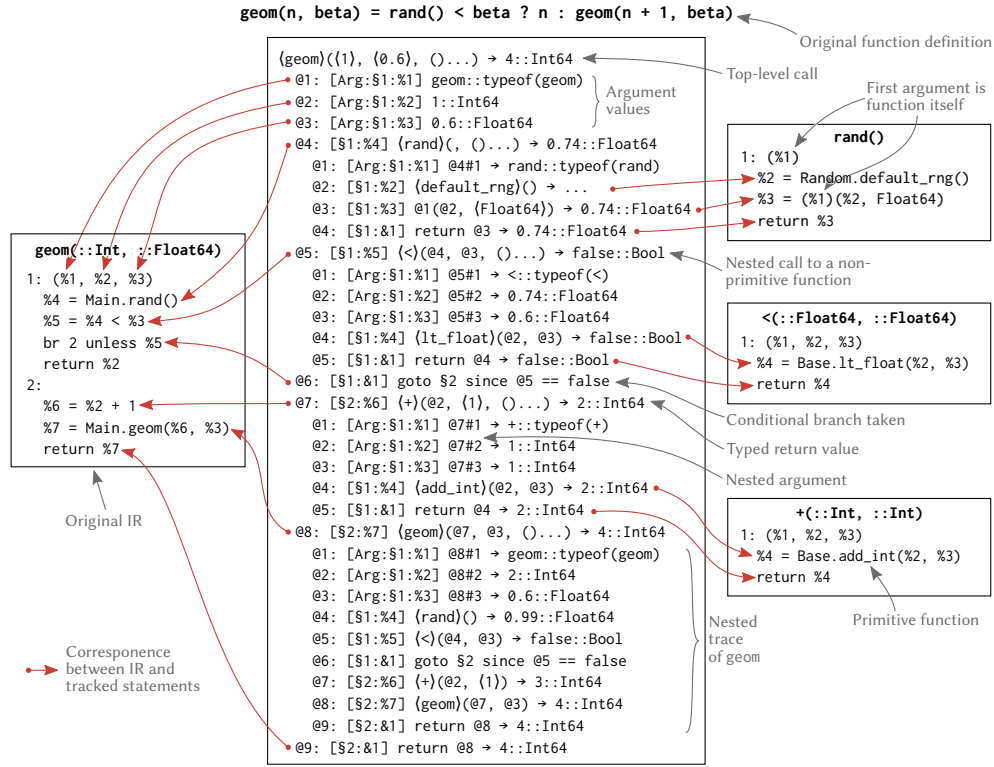 geom(n, beta) = rand() < beta ? n : geom(n + 1, beta)
Original function definition
⟨geom⟩(⟨1⟩, ⟨0.6⟩, ()...) → 4::Int64
Top-level call
@1: [Arg:§1:%1] geom::typeof(geom)
@2: [Arg:§1:%2] 1::Int64
@3: [Arg:§1:%3] 0.6::Float64
Argument
values
@4: [§1:%4] ⟨rand⟩(, ()...) → 0.74::Float64
@1: [Arg:§1:%1] @4#1 → rand::typeof(rand)
@2: [§1:%2] ⟨default_rng⟩() → ...
@3: [§1:%3] @1(@2, ⟨Float64⟩) → 0.74::Float64
@4: [§1:&1] return @3 → 0.74::Float64
@5: [§1:%5] ⟨<⟩(@4, @3, ()...) → false::Bool
@1: [Arg:§1:%1] @5#1 → <::typeof(<)
@2: [Arg:§1:%2] @5#2 → 0.74::Float64
@3: [Arg:§1:%3] @5#3 → 0.6::Float64
@4: [§1:%4] ⟨lt_float⟩(@2, @3) → false::Bool
@5: [§1:&1] return @4 → false::Bool
@6: [§1:&1] goto §2 since @5 == false
@7: [§2:%6] ⟨+⟩(@2, ⟨1⟩, ()...) → 2::Int64
@1: [Arg:§1:%1] @7#1 → +::typeof(+)
@2: [Arg:§1:%2] @7#2 → 1::Int64
@3: [Arg:§1:%3] @7#3 → 1::Int64
@4: [§1:%4] ⟨add_int⟩(@2, @3) → 2::Int64
@5: [§1:&1] return @4 → 2::Int64
@8: [§2:%7] ⟨geom⟩(@7, @3, ()...) → 4::Int64
@1: [Arg:§1:%1] @8#1 → geom::typeof(geom)
@2: [Arg:§1:%2] @8#2 → 2::Int64
@3: [Arg:§1:%3] @8#3 → 0.6::Float64
@4: [§1:%4] ⟨rand⟩() → 0.99::Float64
@5: [§1:%5] ⟨<⟩(@4, @3) → false::Bool
@6: [§1:&1] goto §2 since @5 == false
@7: [§2:%6] ⟨+⟩(@2, ⟨1⟩) → 3::Int64
@8: [§2:%7] ⟨geom⟩(@7, @3) → 4::Int64
@9: [§2:&1] return @8 → 4::Int64
@9: [§2:&1] return @8 → 4::Int64
geom(::Int, ::Float64)
1: (%1, %2, %3)
%4 = Main.rand()
%5 = %4 < %3
br 2 unless %5
return %2
2:
%6 = %2 + 1
%7 = Main.geom(%6, %3)
return %7
Original IR
Corresponence
between IR and
tracked statements
First argument is
function itself
rand()
1: (%1)
%2 = Random.default_rng()
%3 = (%1)(%2, Float64)
return %3
Nested call to a non-
primitive function
<(::Float64, ::Float64)
1: (%1, %2, %3)
%4 = Base.lt_float(%2, %3)
return %4
Conditional branch taken
Typed return value
Nested argument
+(::Int, ::Int)
1: (%1, %2, %3)
%4 = Base.add_int(%2, %3)
return %4
Primitive function
Nested
trace
of geom